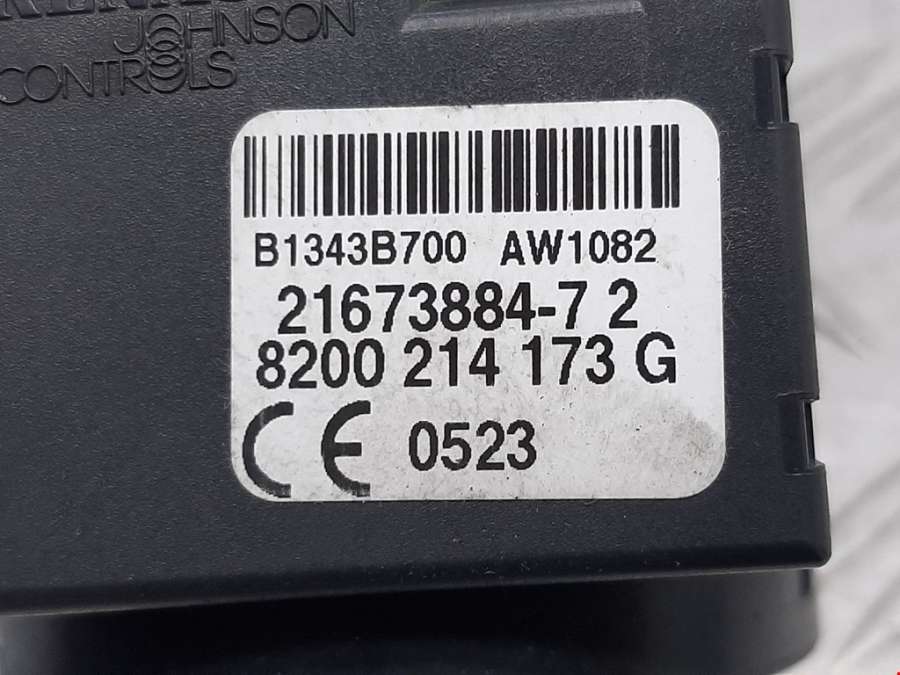 JOHNSON
CONTROLS
B1343B700 AW1082
21673884-7 2
8200 214 173 G
CE 0523